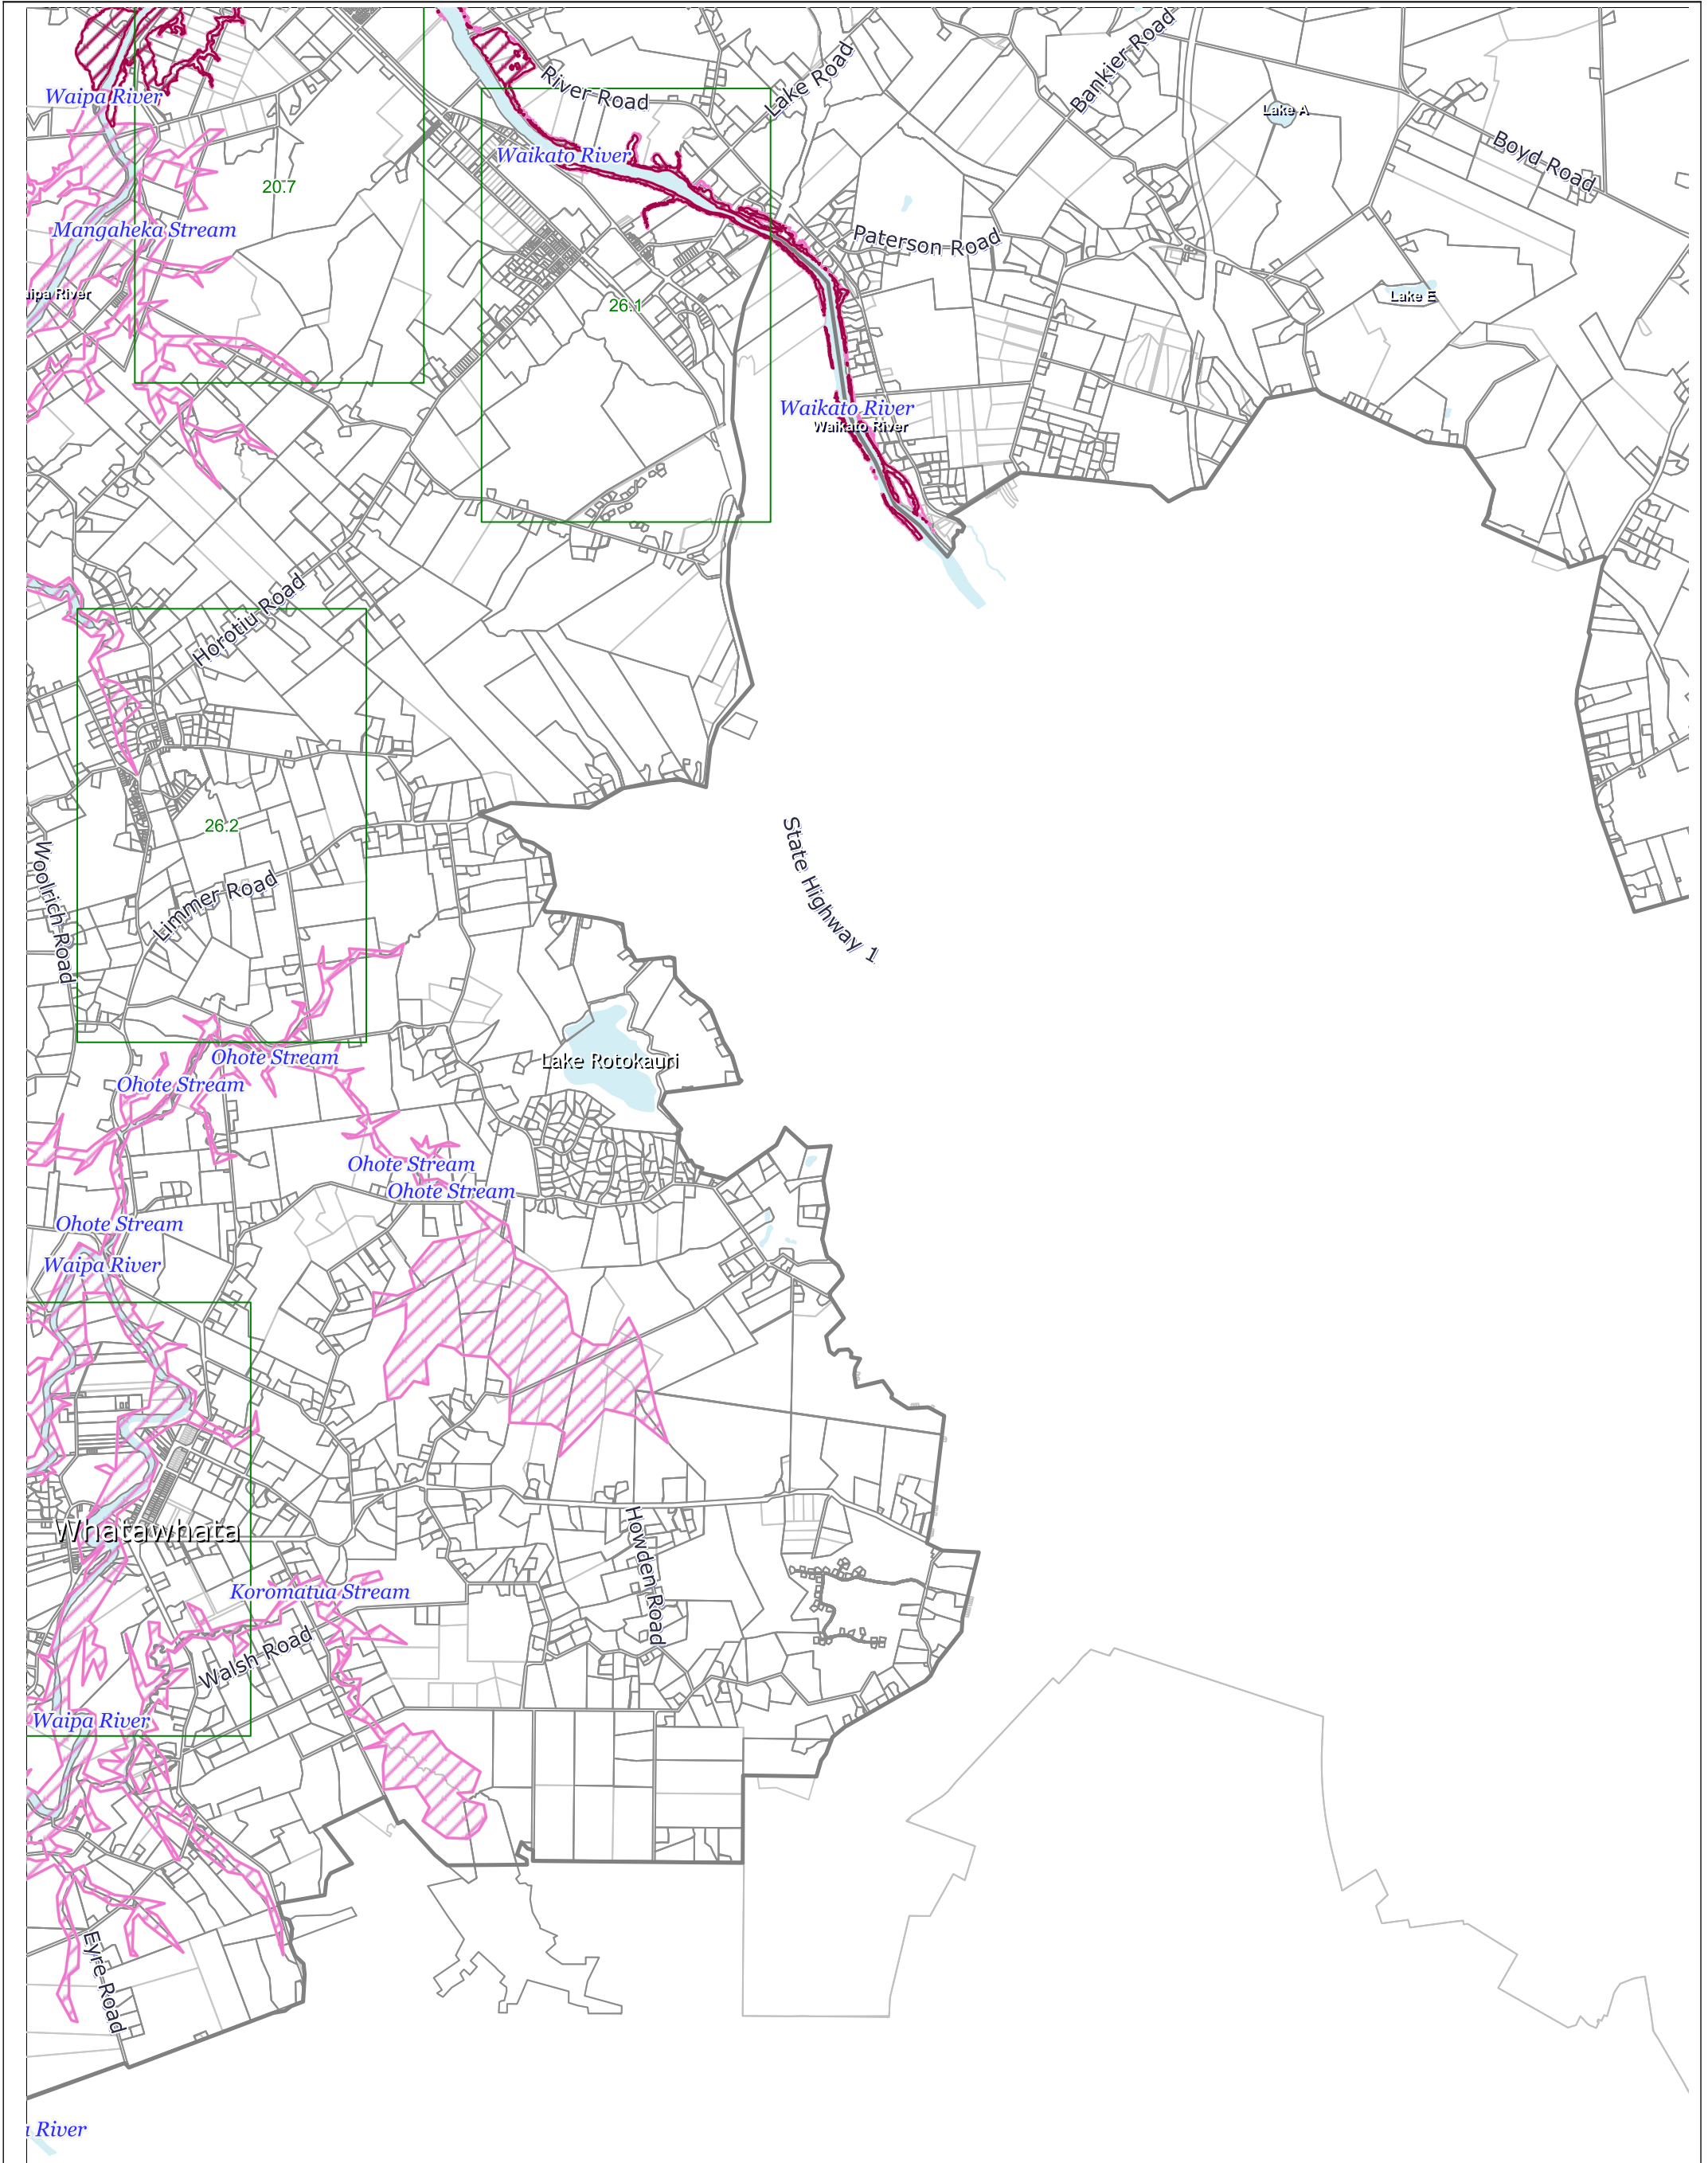 Lake Road
Bankier Road
River Road
Waipa River
Lake A
Boyd Road
Waikato River
20.7
Mangaheka Stream
Paterson Road
ipa River
Lake E
26.1
Waikato River
Waikato River
Horotiu Road
26.2
State Highway 1
Woolrich Road
Limmer Road
Ohote Stream
Lake Rotokauri
Ohote Stream
Ohote Stream
Ohote Stream
Ohote Stream
Waipa River
Whatawhata
Howden Road
Koromatua Stream
Walsh Road
Waipa River
Eyre Road
River